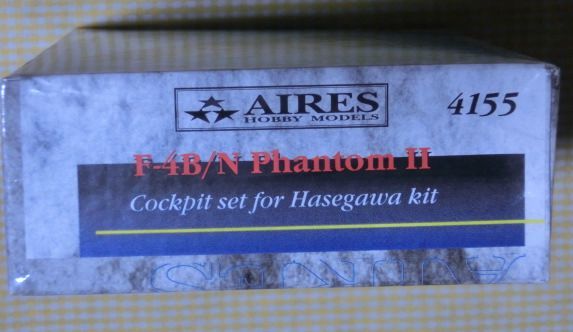 AIRES
HOBBY MODELS
4155
F-4B/N Phantom II
Cockpit set for Hasegawa kit